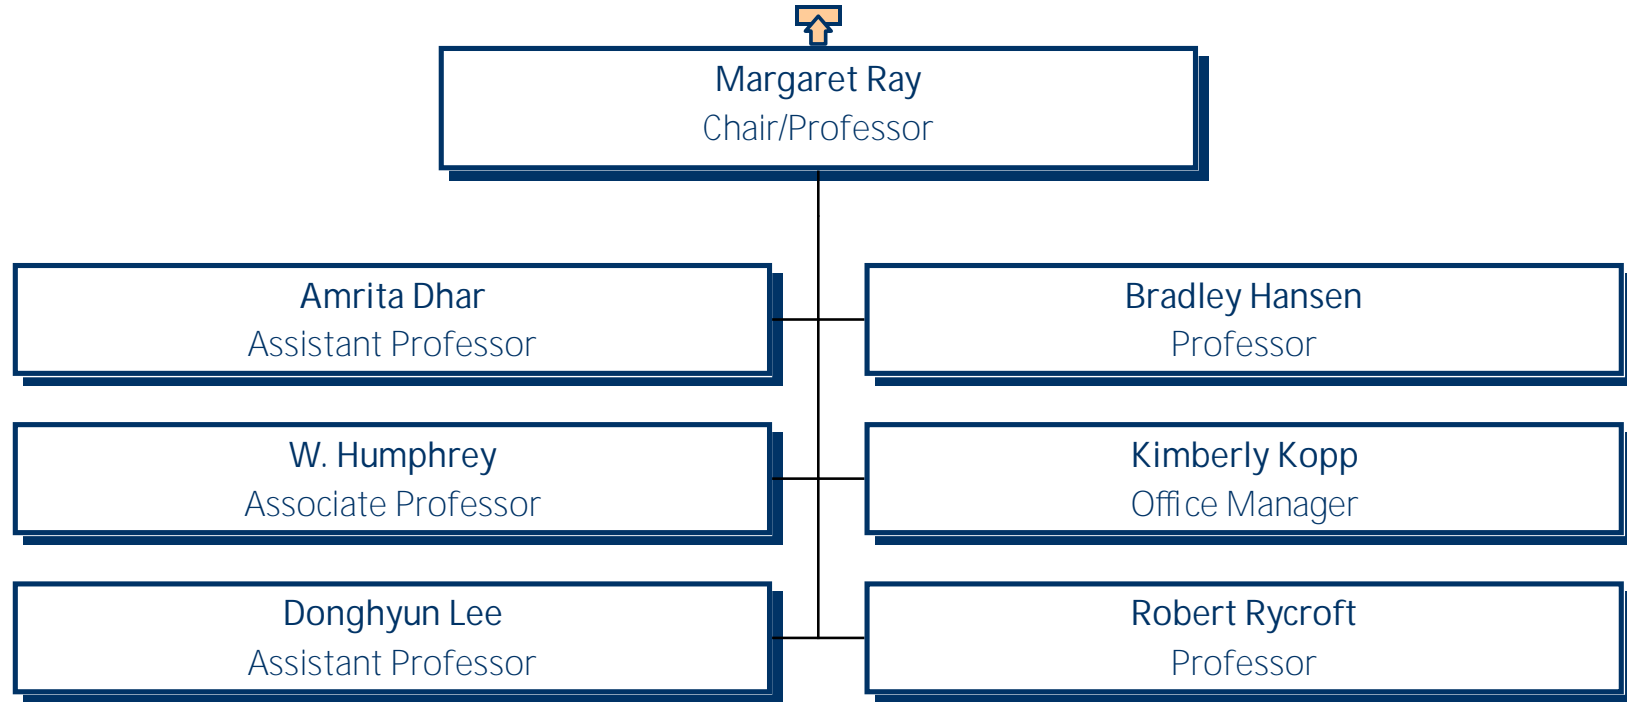 Margaret Ray
Chair/Professor
Amrita Dhar
Assistant Professor
Bradley Hansen
Professor
W. Humphrey
Associate Professor
Kimberly Kopp
Office Manager
Donghyun Lee
Assistant Professor
Robert Rycroft
Professor